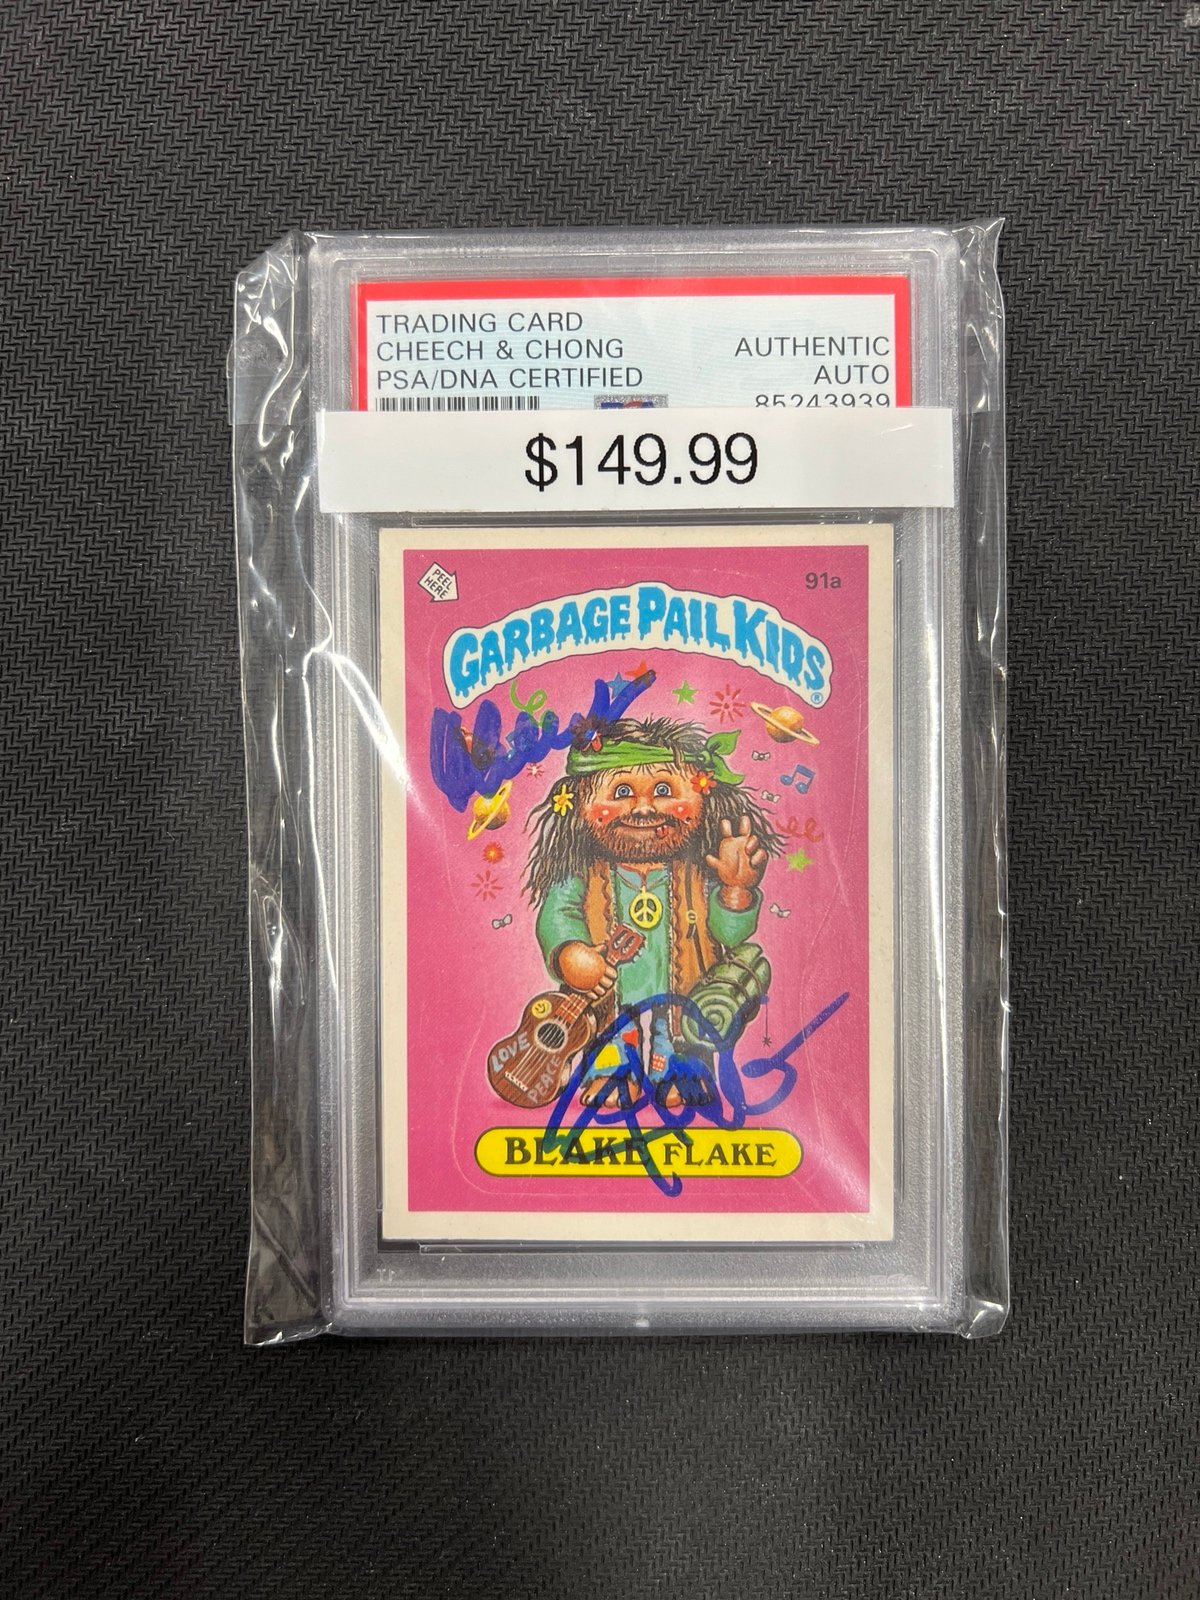 TRADING CARD
CHEECH & CHONG
PSA/DNA CERTIFIED
AUTHENTIC
AUTO
85243939
$149.99
PEEL
HERE
91a
GARBAGE PAIL KIDS®
LOVE
PEACE
BLAKE FLAKE